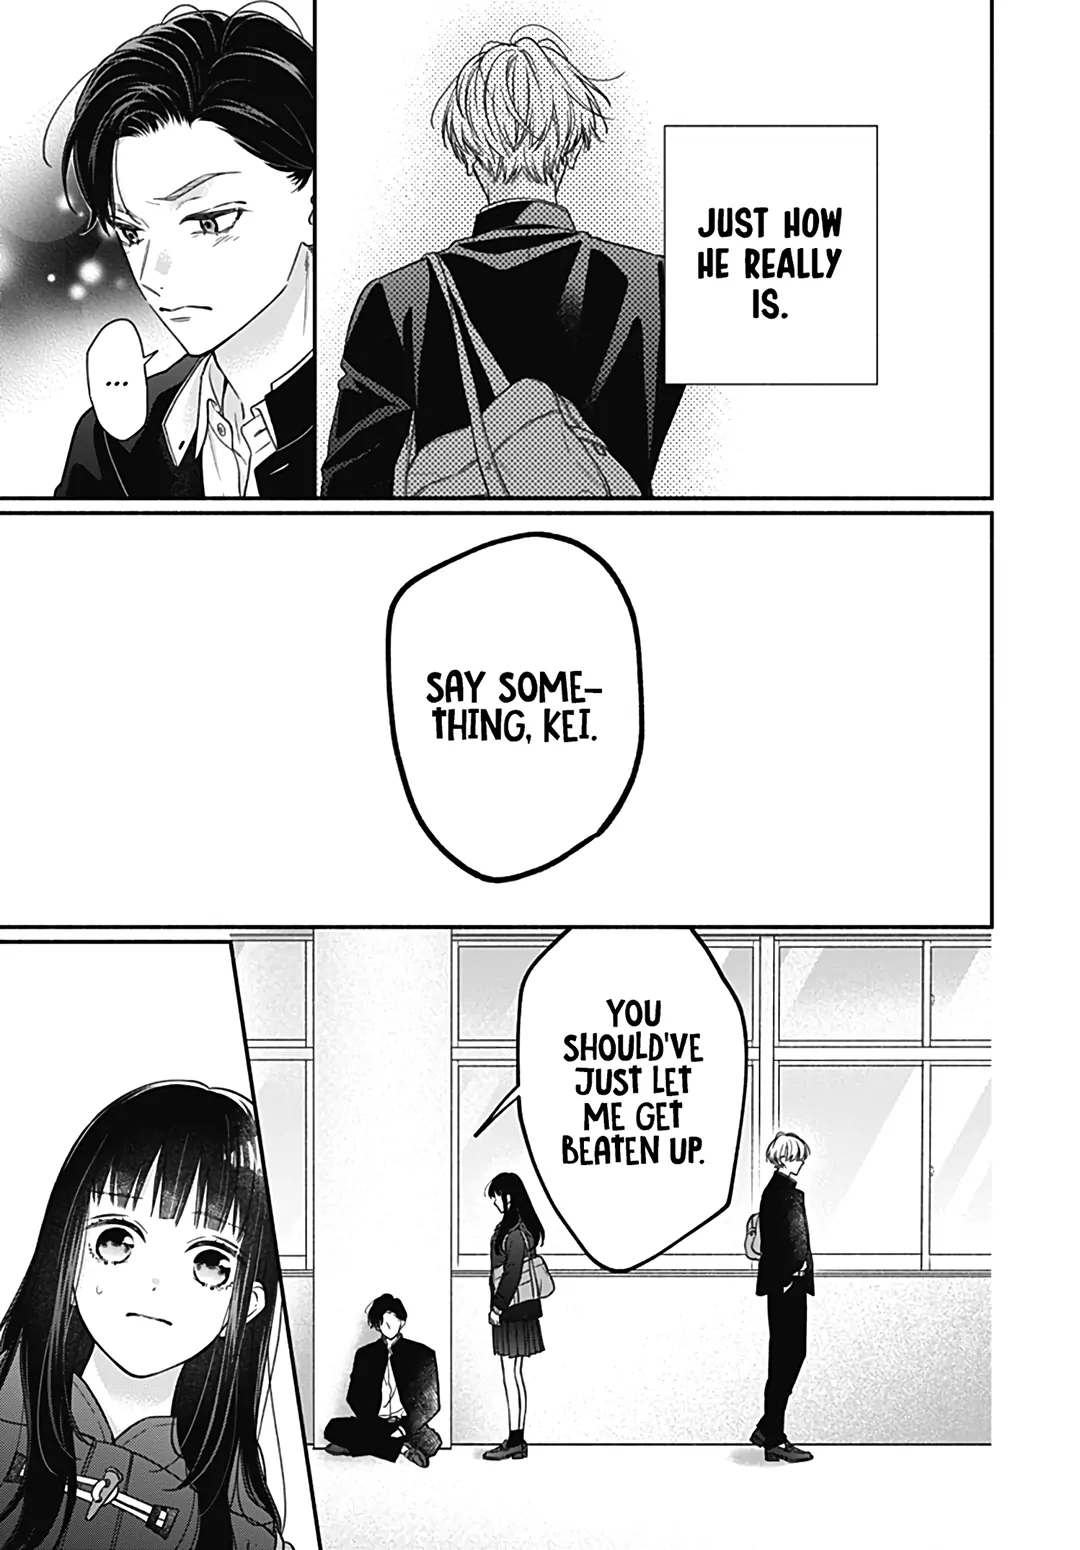 JUST HOW
HE REALLY
IS.
...
SAY SOME-
THING, KEI.
YOU
SHOULD'VE
JUST LET
ME GET
BEATEN UP.